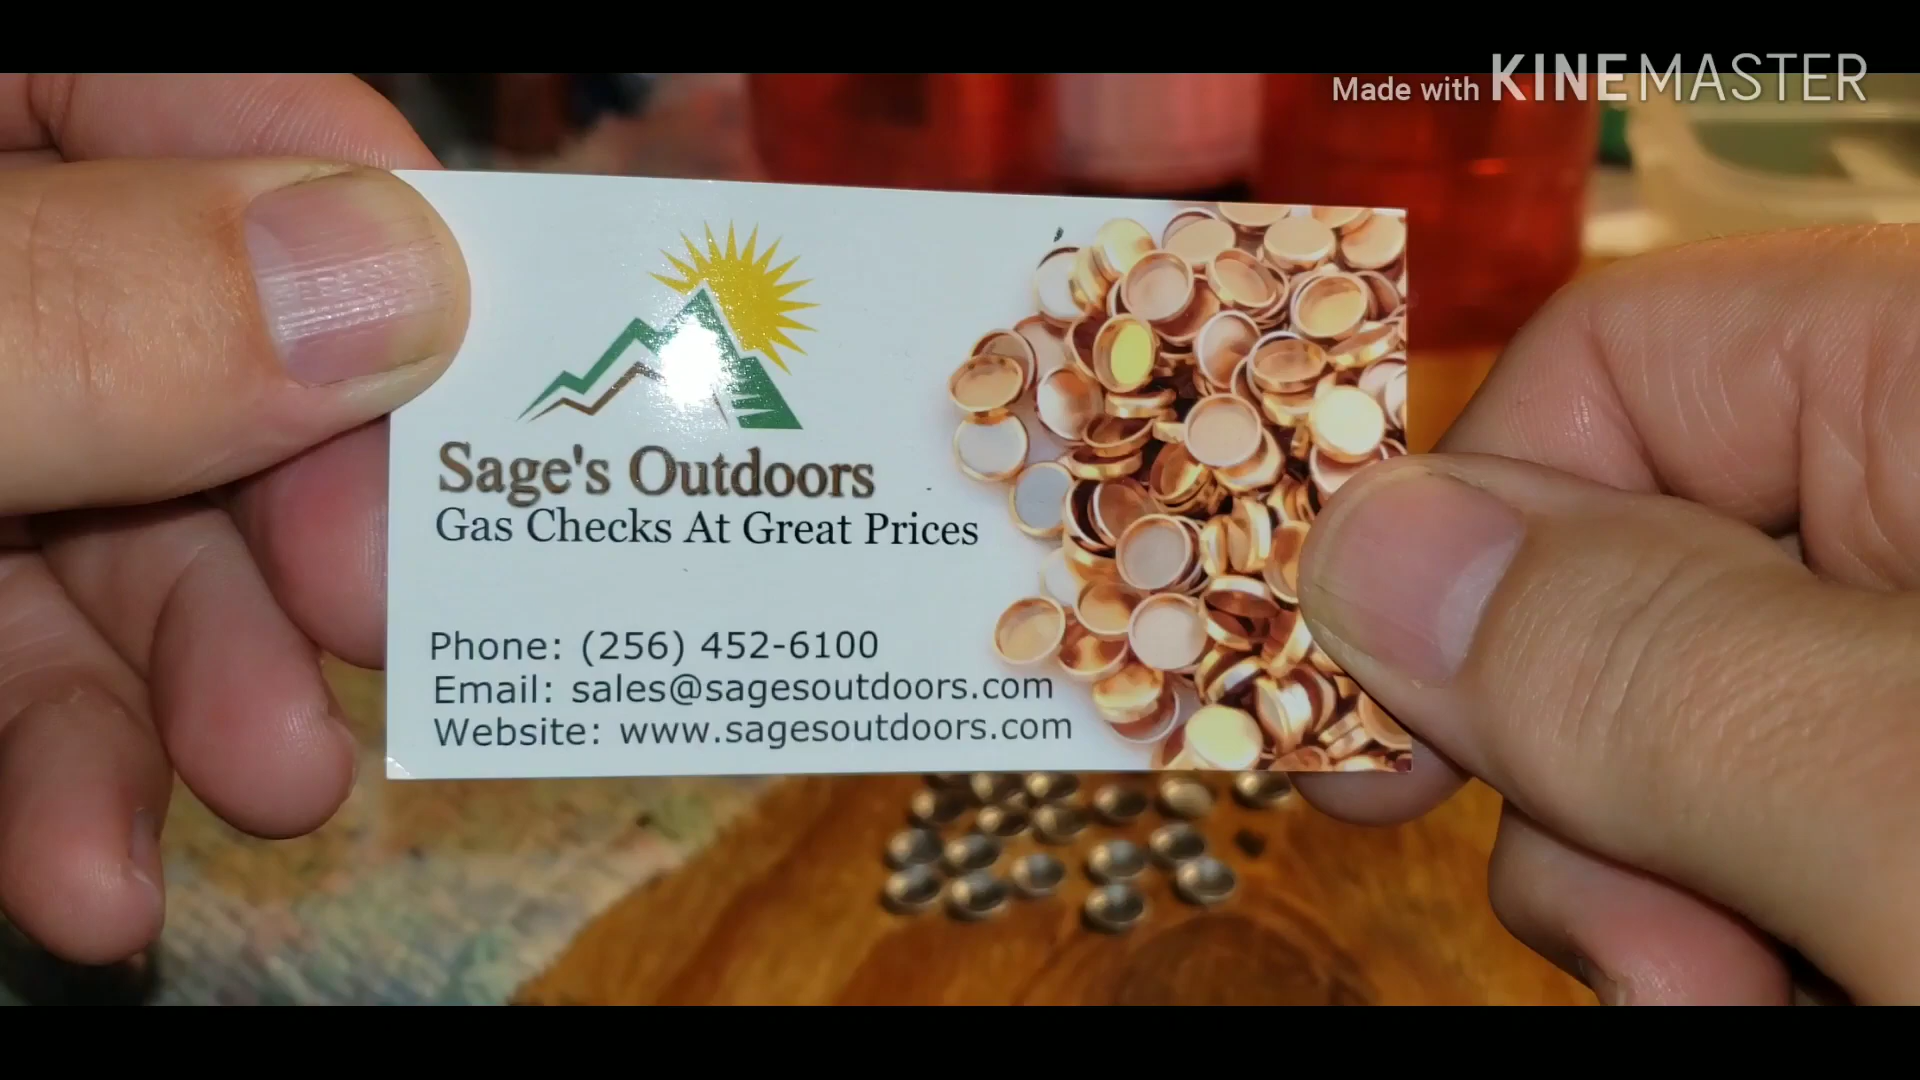 Made with KINEMASTER
Sage's Outdoors
Gas Checks At Great Prices
Phone: (256) 452-6100
Email: sales@sagesoutdoors.com
Website: www.sagesoutdoors.com